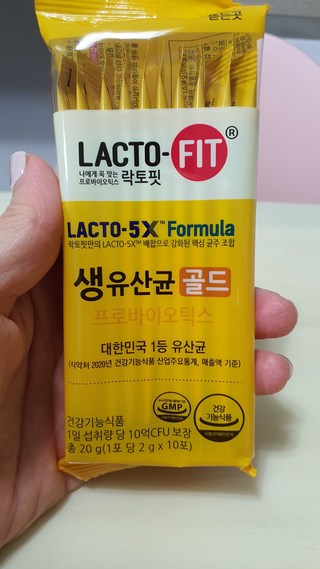 뜯는곳
LACTO-FIT®
나에게 꼭 맞는
프로바이오틱스 락토핏
LACTO-5X™ Formula
락토핏만의 LACTO-5X™ 배합으로 강화된 핵심 균주 조합
생유산균 골드
프로바이오틱스
대한민국 1등 유산균
(식약처 2020년 건강기능식품 산업주요통계, 매출액 기준)
GMP
건강
기능식품
건강기능식품
1일 섭취량 당 10억CFU 보장
총 20 g(1포 당 2 g x 10포)